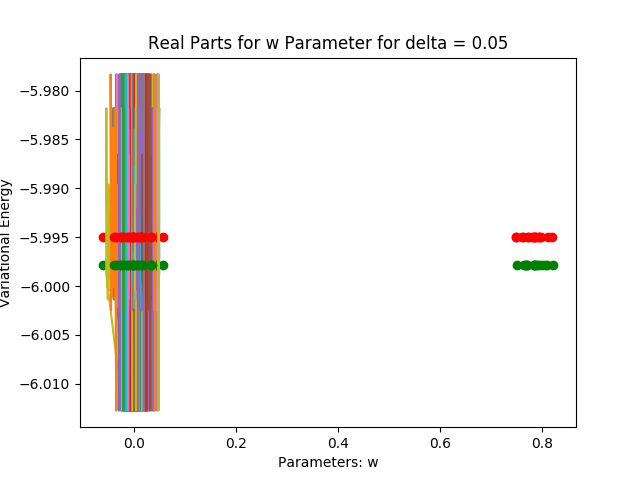 Real Parts for w Parameter for delta = 0.05
Variational Energy
−5.980
−5.985
−5.990
−5.995
−6.000
−6.005
−6.010
0.0 0.2 0.4 0.6 0.8
Parameters: w